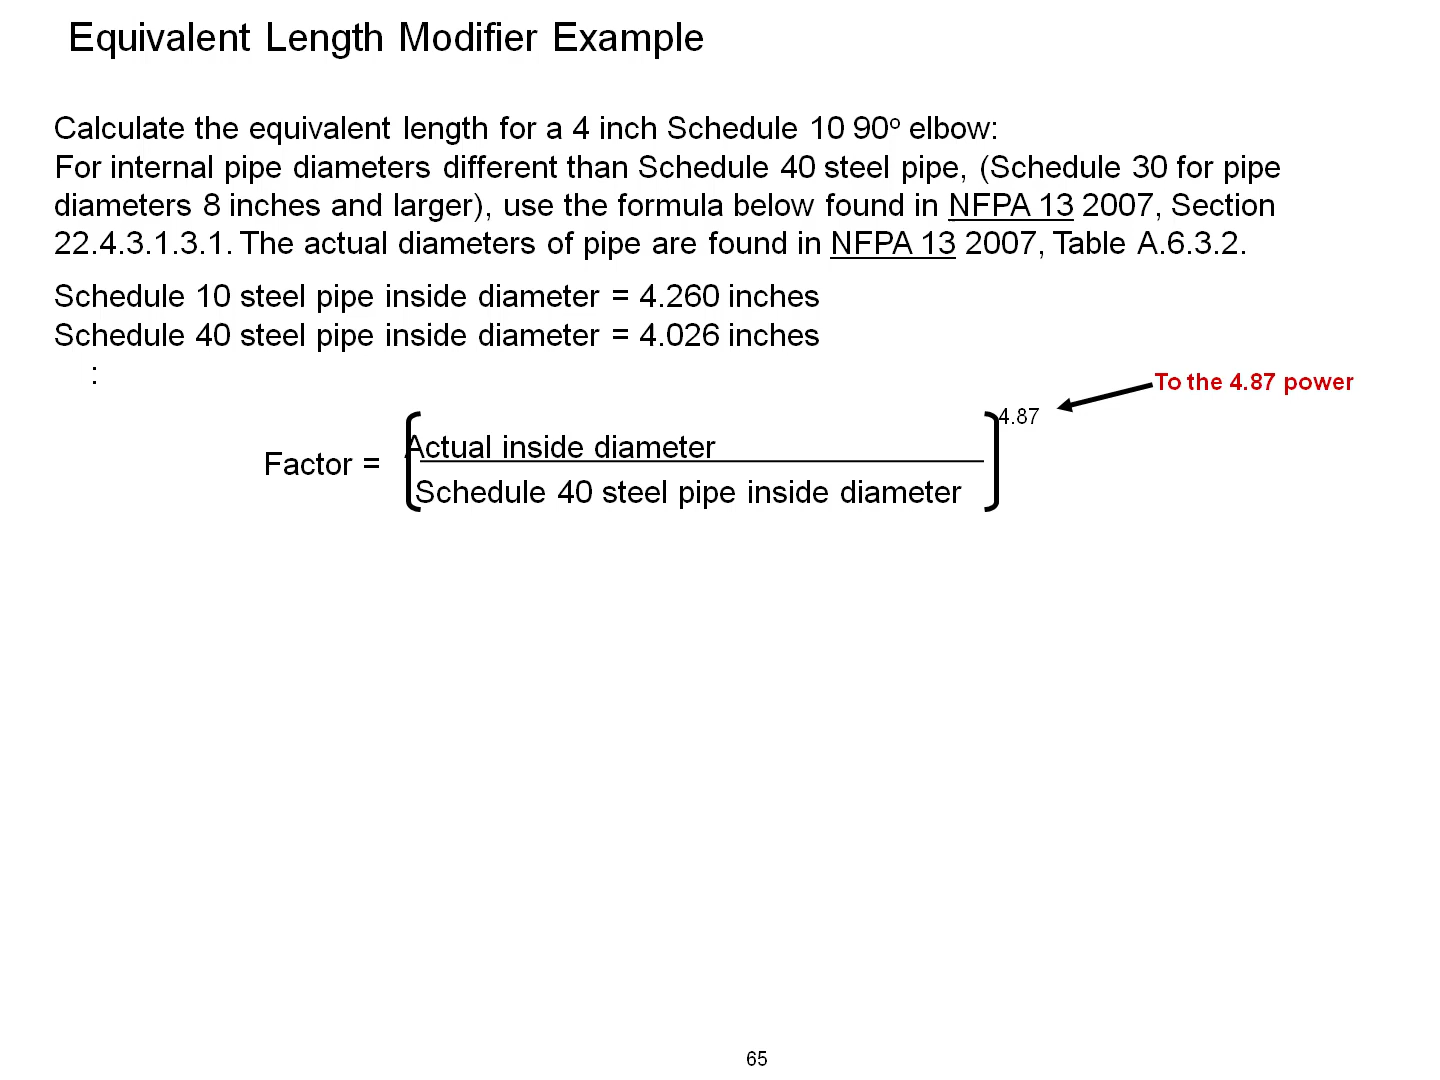 Equivalent Length Modifier Example
Calculate the equivalent length for a 4 inch Schedule 10 90º elbow:
For internal pipe diameters different than Schedule 40 steel pipe, (Schedule 30 for pipe
diameters 8 inches and larger), use the formula below found in NFPA 13 2007, Section
22.4.3.1.3.1. The actual diameters of pipe are found in NFPA 13 2007, Table A.6.3.2.
Schedule 10 steel pipe inside diameter = 4.260 inches
Schedule 40 steel pipe inside diameter = 4.026 inches
:
To the 4.87 power
4.87
Actual inside diameter
Factor =
Schedule 40 steel pipe inside diameter
65